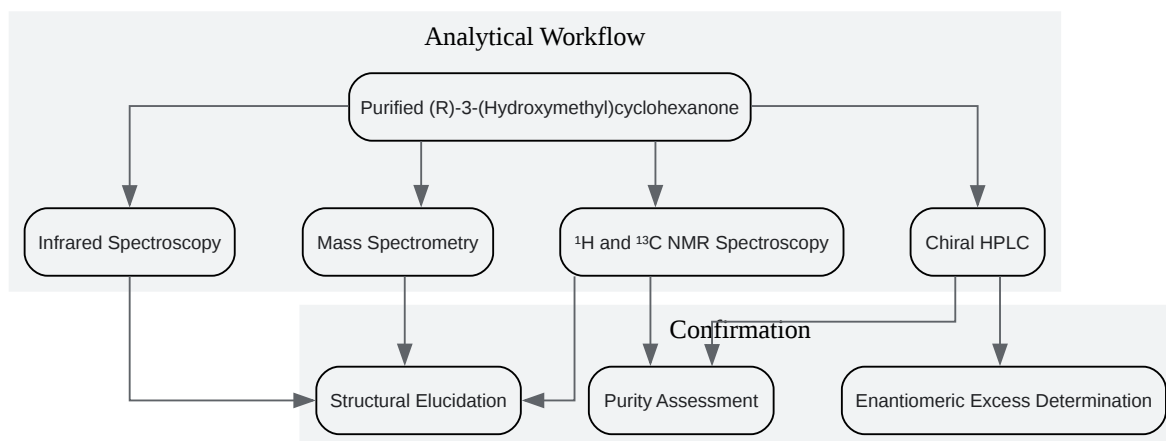 Analytical Workflow
Purified (R)-3-(Hydroxymethyl)cyclohexanone
Infrared Spectroscopy
Mass Spectrometry
¹H and ¹³C NMR Spectroscopy
Chiral HPLC
Confirmation
Structural Elucidation
Purity Assessment
Enantiomeric Excess Determination